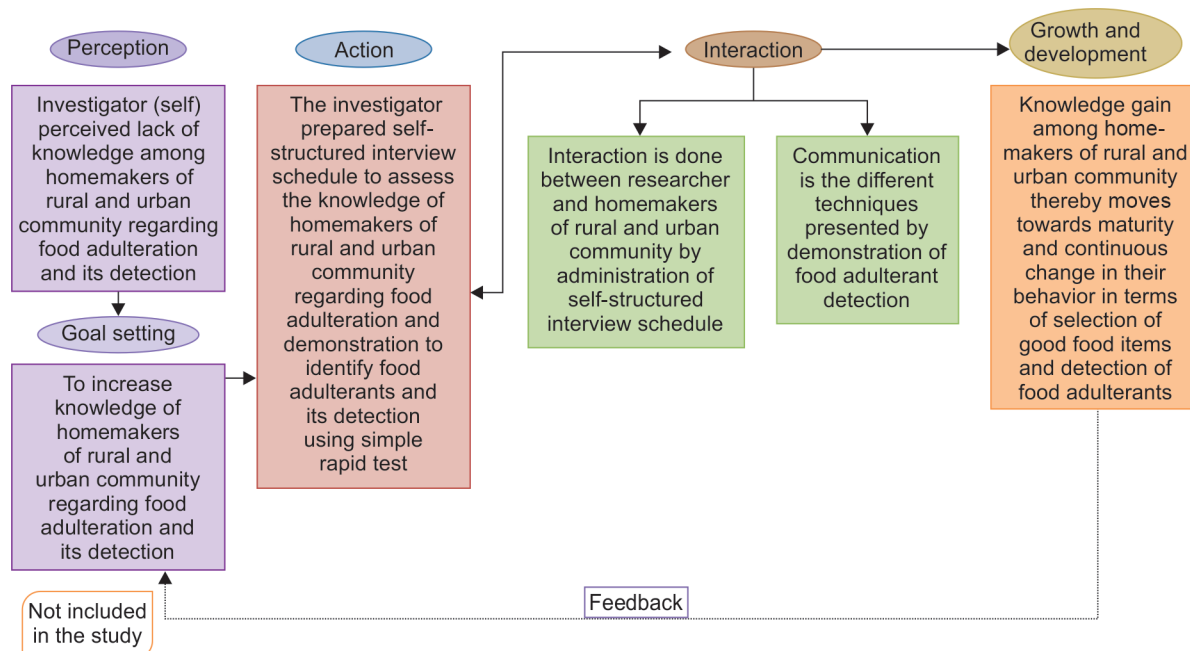 Perception
Investigator (self)
perceived lack of
knowledge among
homemakers of
rural and urban
community regarding
food adulteration
and its detection
Goal setting
To increase
knowledge of
homemakers
of rural and
urban community
regarding food
adulteration and
its detection
Not included
in the study
Action
The investigator
prepared self-
structured interview
schedule to assess
the knowledge of
homemakers of
rural and urban
community
regarding food
adulteration and
demonstration to
identify food
adulterants and
its detection
using simple
rapid test
Interaction
Interaction is done
between researcher
and homemakers
of rural and urban
community by
administration of
self-structured
interview schedule
Communication
is the different
techniques
presented by
demonstration of
food adulterant
detection
Growth and
development
Knowledge gain
among home-
makers of rural and
urban community
thereby moves
towards maturity
and continuous
change in their
behavior in terms
of selection of
good food items
and detection of
food adulterants
Feedback